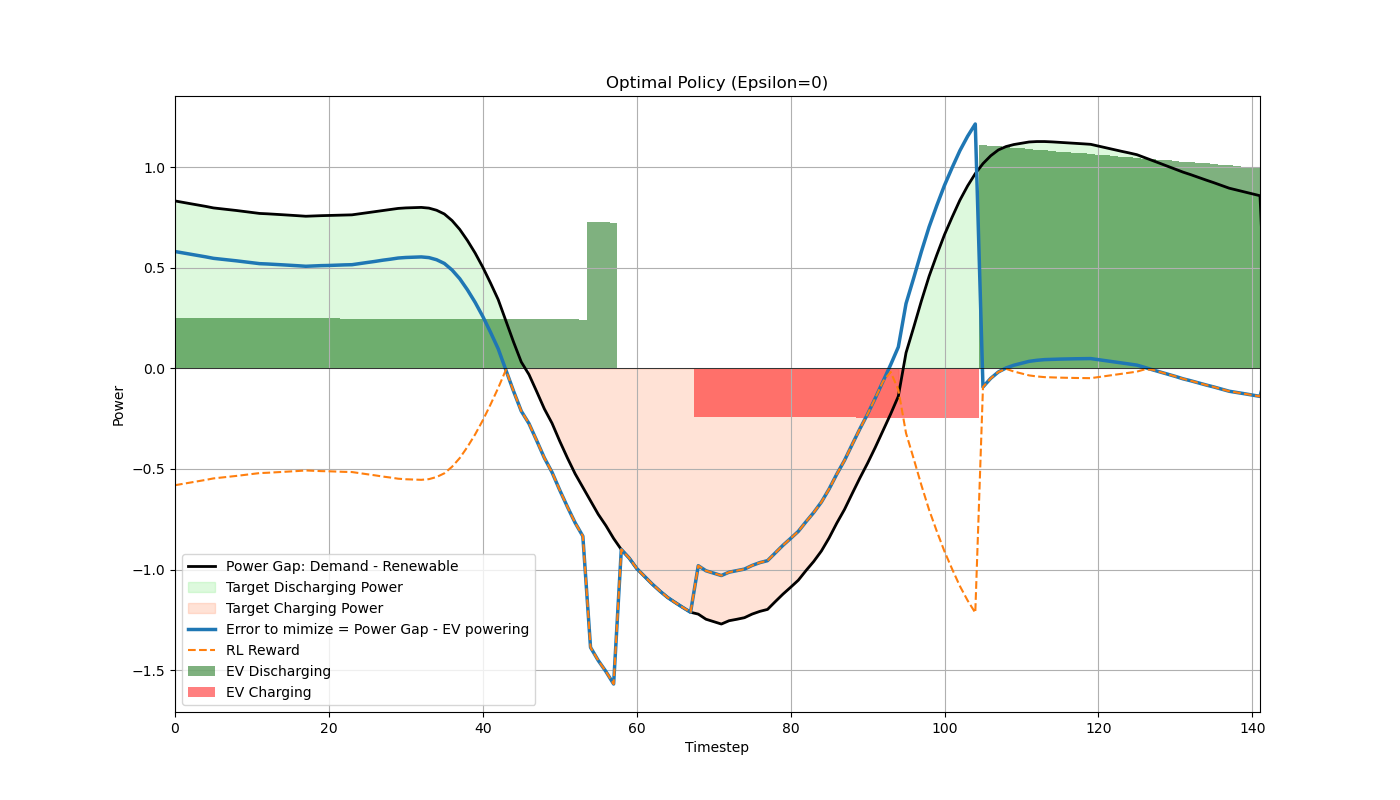 Optimal Policy (Epsilon=0)
1.0
0.5
0.0
−0.5
−1.0
−1.5
Power
Power Gap: Demand - Renewable
Target Discharging Power
Target Charging Power
Error to mimize = Power Gap - EV powering
RL Reward
EV Discharging
EV Charging
0 20 40 60 80 100 120 140
Timestep